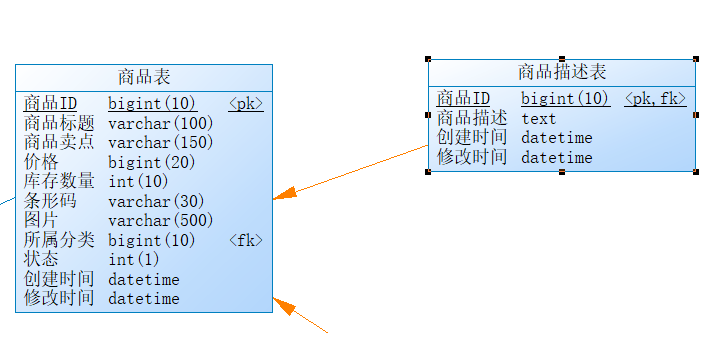 商品表
商品ID bigint(10) <pk>
商品标题 varchar(100)
商品卖点 varchar(150)
价格 bigint(20)
库存数量 int(10)
条形码 varchar(30)
图片 varchar(500)
所属分类 bigint(10) <fk>
状态 int(1)
创建时间 datetime
修改时间 datetime
商品描述表
商品ID bigint(10) <pk,fk>
商品描述 text
创建时间 datetime
修改时间 datetime